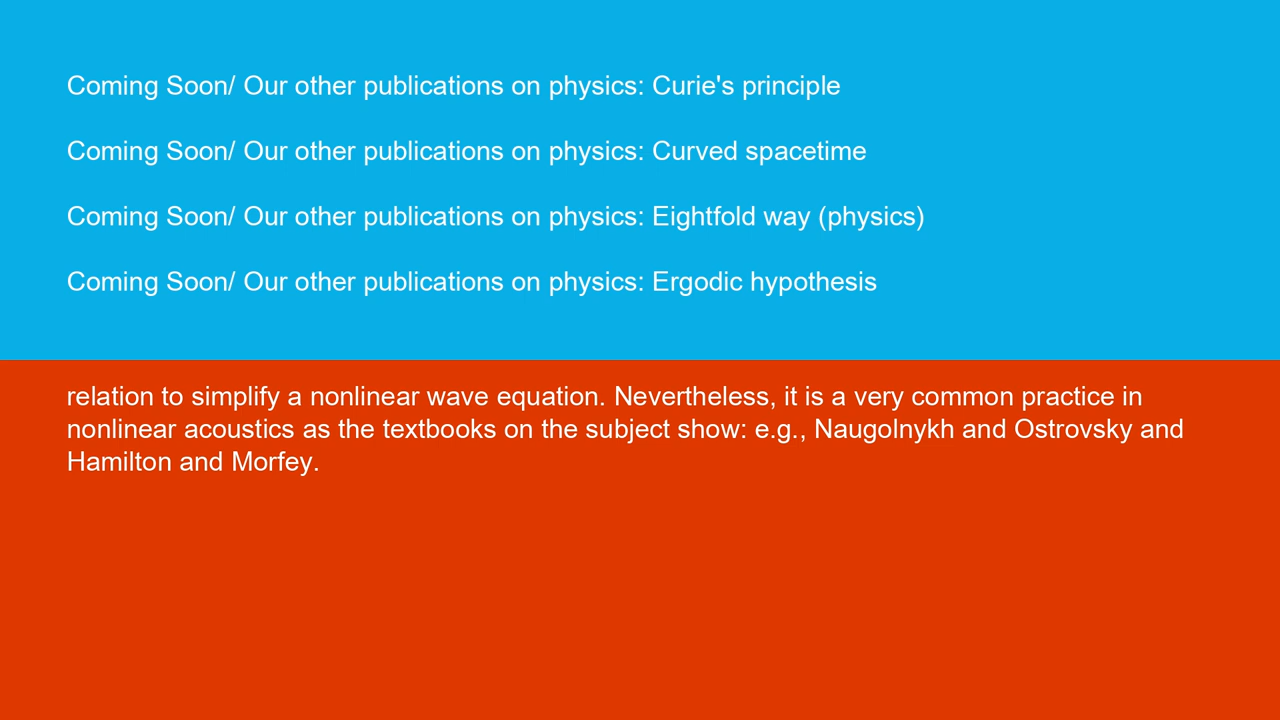 Coming Soon/ Our other publications on physics: Curie's principle
Coming Soon/ Our other publications on physics: Curved spacetime
Coming Soon/ Our other publications on physics: Eightfold way (physics)
Coming Soon/ Our other publications on physics: Ergodic hypothesis
relation to simplify a nonlinear wave equation. Nevertheless, it is a very common practice in
nonlinear acoustics as the textbooks on the subject show: e.g., Naugolnykh and Ostrovsky and
Hamilton and Morfey.